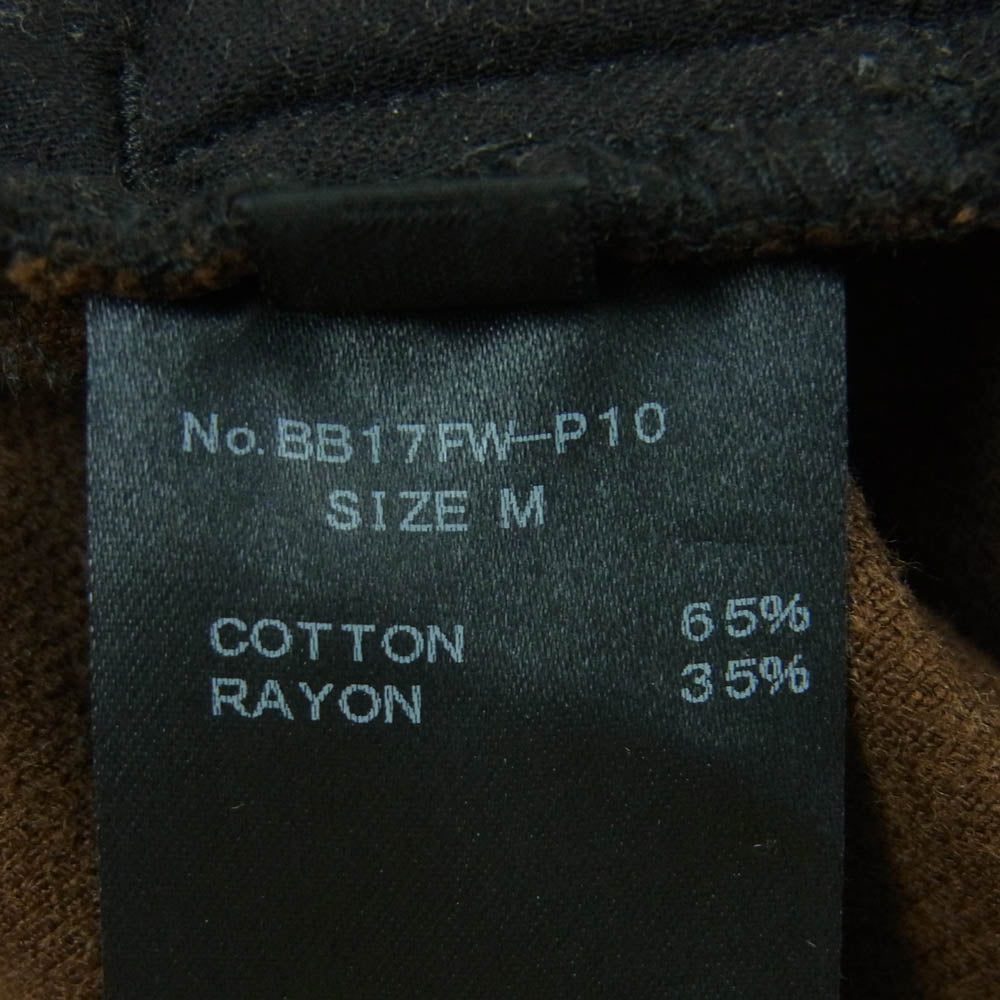 No.BB17FW-P10
SIZE M
COTTON 65%
RAYON 35%